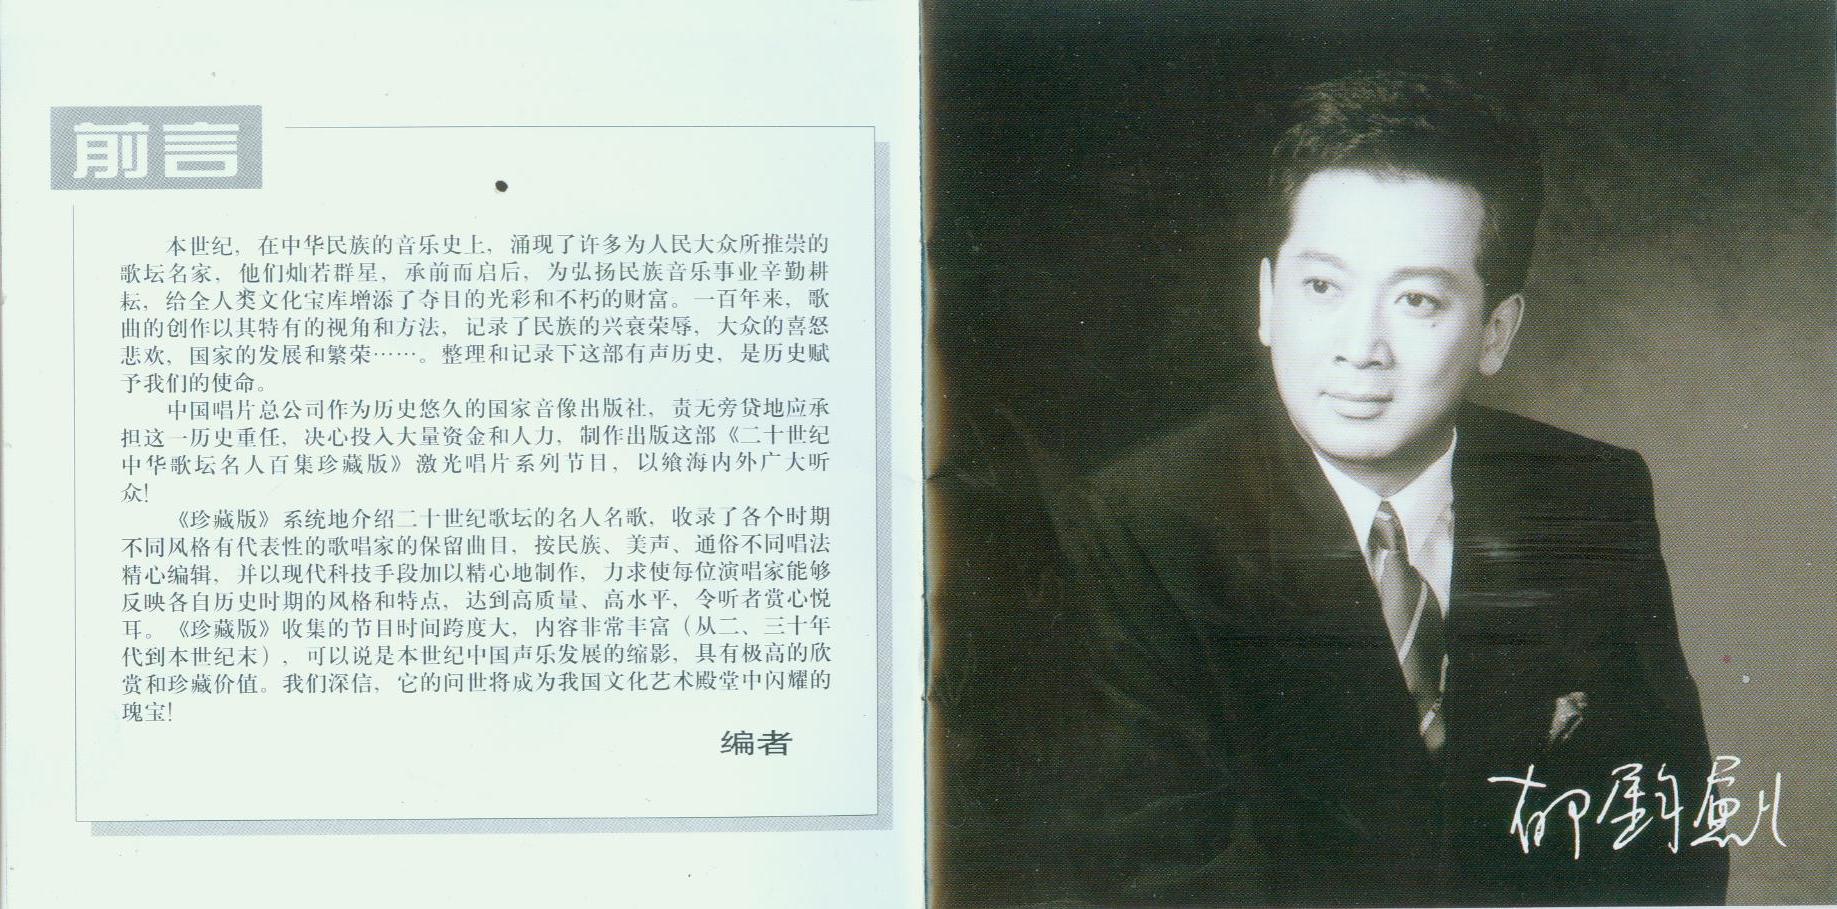 前言
本世纪，在中华民族的音乐史上，涌现了许多为人民大众所推崇的
歌坛名家，他们灿若群星，承前而启后，为弘扬民族音乐事业辛勤耕
耘，给全人类文化宝库增添了夺目的光彩和不朽的财富。一百年来，歌
曲的创作以其特有的视角和方法，记录了民族的兴衰荣辱，大众的喜怒
悲欢，国家的发展和繁荣……。整理和记录下这部有声历史，是历史赋
予我们的使命。
中国唱片总公司作为历史悠久的国家音像出版社，责无旁贷地应承
担这一历史重任，决心投入大量资金和人力，制作出版这部《二十世纪
中华歌坛名人百集珍藏版》激光唱片系列节目，以飨海内外广大听
众！
《珍藏版》系统地介绍二十世纪歌坛的名人名歌，收录了各个时期
不同风格有代表性的歌唱家的保留曲目，按民族、美声、通俗不同唱法
精心编辑，并以现代科技手段加以精心地制作，力求使每位演唱家能够
反映各自历史时期的风格和特点，达到高质量、高水平，令听者赏心悦
耳。《珍藏版》收集的节目时间跨度大，内容非常丰富（从二、三十年
代到本世纪末），可以说是本世纪中国声乐发展的缩影，具有极高的欣
赏和珍藏价值。我们深信，它的问世将成为我国文化艺术殿堂中闪耀的
瑰宝！
编者